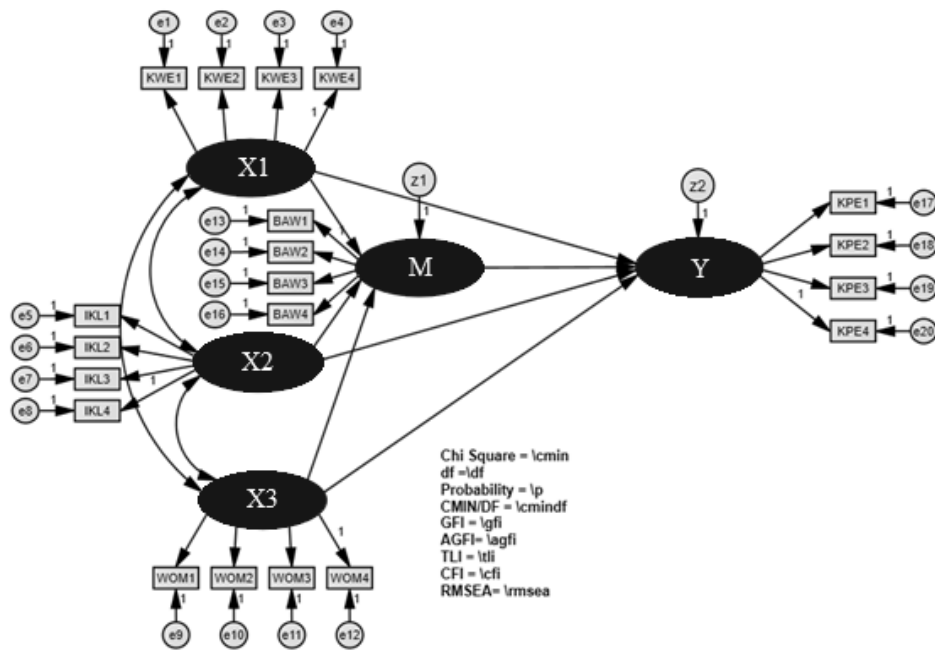 e1 e2 e3 e4
1 1 1 1
KWE1 KWE2 KWE3 KWE4
1
X1
z1
1
z2
1
e13 1 BAW1 1
e14 1 BAW2
e15 1 BAW3
e16 1 BAW4
M
Y
KPE1 1 e17
KPE2 1 e18
KPE3 1 e19
1 KPE4 1 e20
e5 1 IKL1
e6 1 IKL2
e7 1 IKL3 1
e8 1 IKL4
X2
X3
1
WOM1 WOM2 WOM3 WOM4
1 1 1 1
e9 e10 e11 e12
Chi Square = \cmin
df =\df
Probability = \p
CMIN/DF = \cmindf
GFI = \gfi
AGFI= \agfi
TLI = \tli
CFI = \cfi
RMSEA= \rmsea